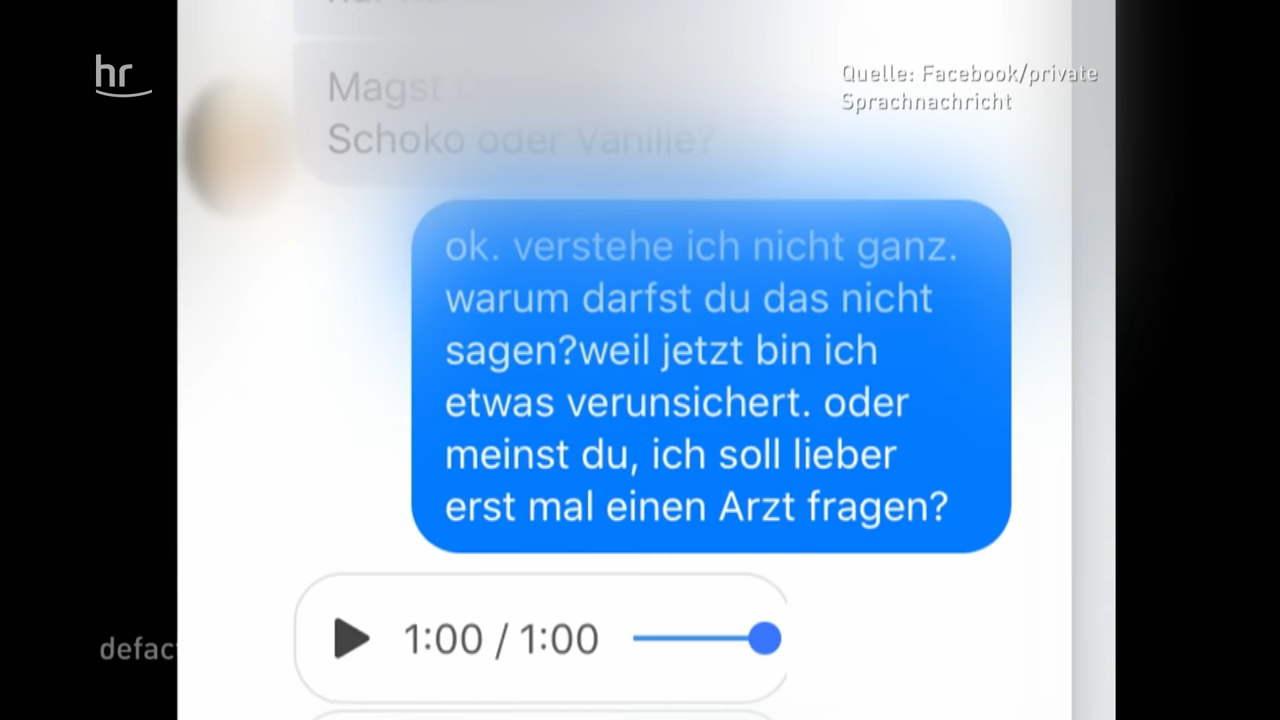 hr
Quelle: Facebook/private
Sprachnachricht
Magst
Schoko oder Vanille?
ok. verstehe ich nicht ganz.
warum darfst du das nicht
sagen?weil jetzt bin ich
etwas verunsichert. oder
meinst du, ich soll lieber
erst mal einen Arzt fragen?
1:00 / 1:00
defac